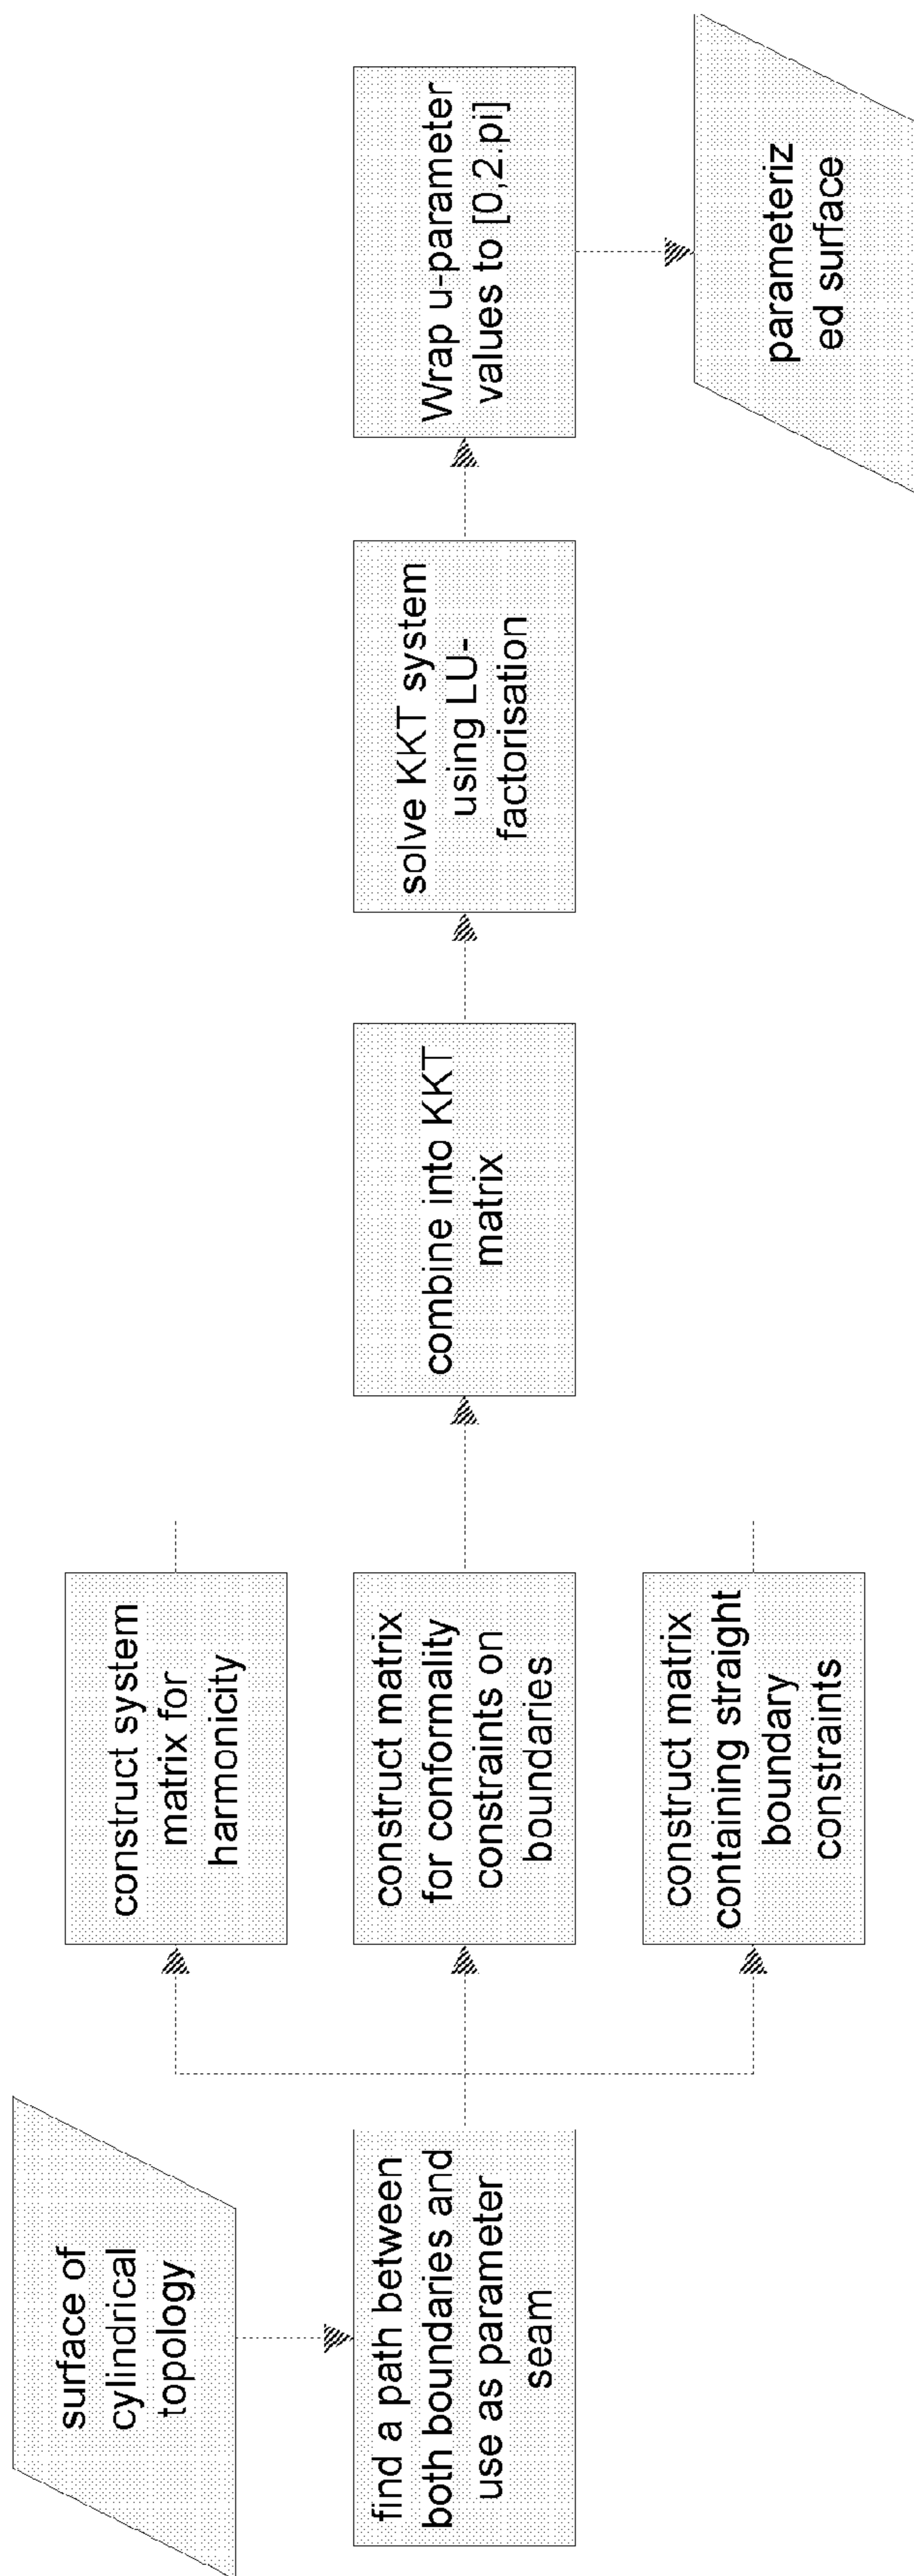 surface of
cylindrical
topology
find a path between
both boundaries and
use as parameter
seam
construct system
matrix for
harmonicity
construct matrix
for conformality
constraints on
boundaries
construct matrix
containing straight
boundary
constraints
combine into KKT
matrix
solve KKT system
using LU-
factorisation
Wrap u-parameter
values to [0,2.pi]
parameteriz
ed surface